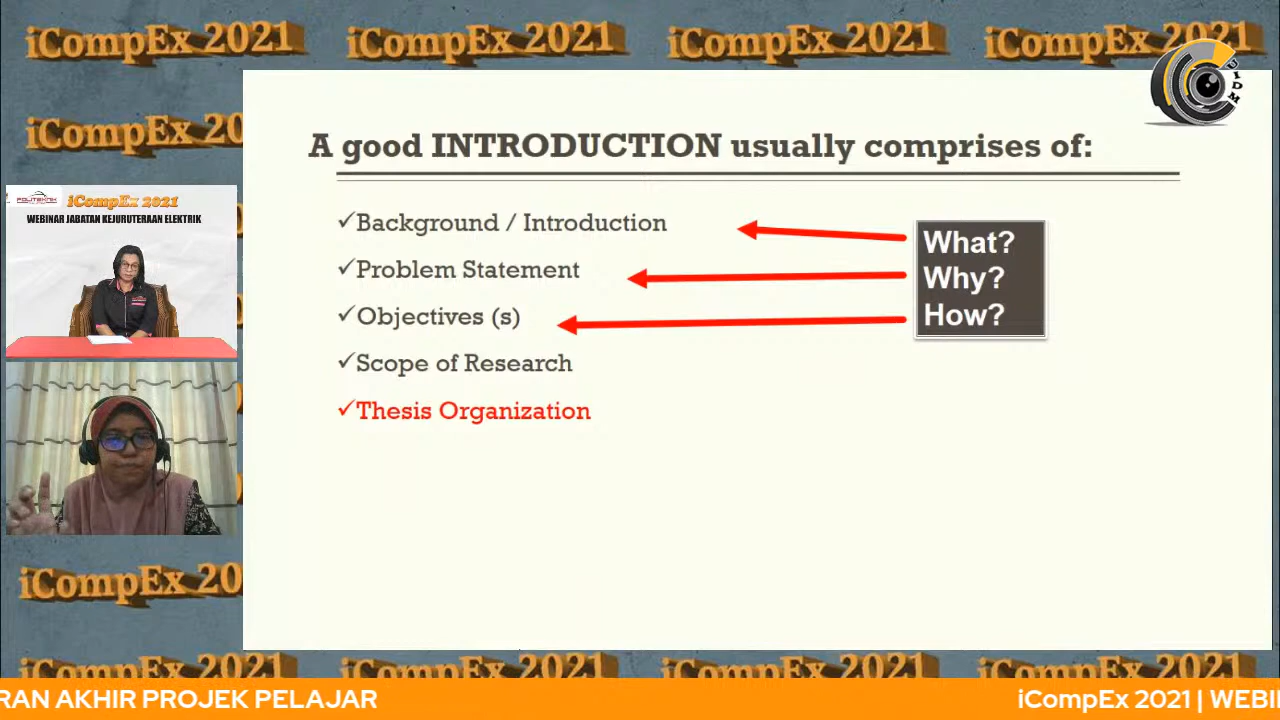 iCompEx 2021 iCompEx 2021 iCompEx 2021 iCompEx 2021
UIDM
iCompEx 20
A good INTRODUCTION usually comprises of:
POLITEKNIK
iCompEx 2021
WEBINAR JABATAN KEJURUTERAAN ELEKTRIK
✓Background / Introduction
✓Problem Statement
✓Objectives (s)
✓Scope of Research
✓Thesis Organization
What?
Why?
How?
iCompEx 20
iCompEx 2021 iCompEx 2021 iCompEx 2021 iCompEx 2021
RAN AKHIR PROJEK PELAJAR
iCompEx 2021 | WEBI